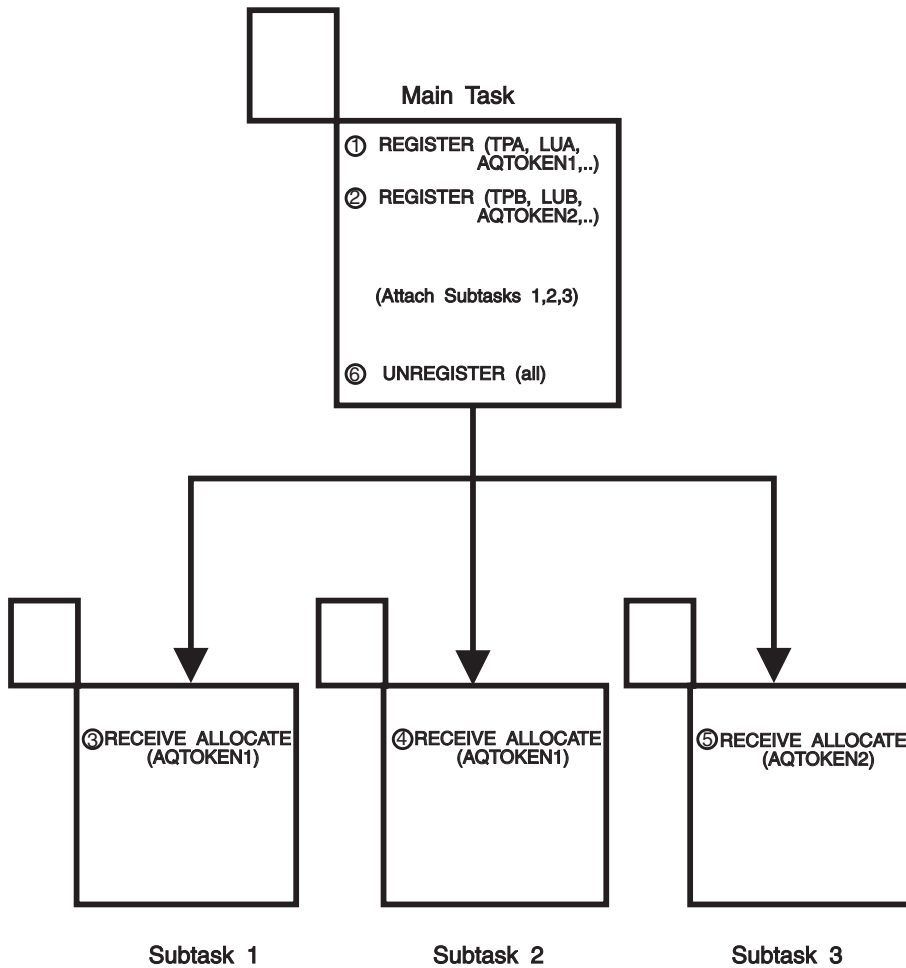 Main Task
① REGISTER (TPA, LUA,
AQTOKEN1,..)
② REGISTER (TPB, LUB,
AQTOKEN2,..)
(Attach Subtasks 1,2,3)
⑥ UNREGISTER (all)
③RECEIVE ALLOCATE
(AQTOKEN1)
④RECEIVE ALLOCATE
(AQTOKEN1)
⑤RECEIVE ALLOCATE
(AQTOKEN2)
Subtask 1
Subtask 2
Subtask 3